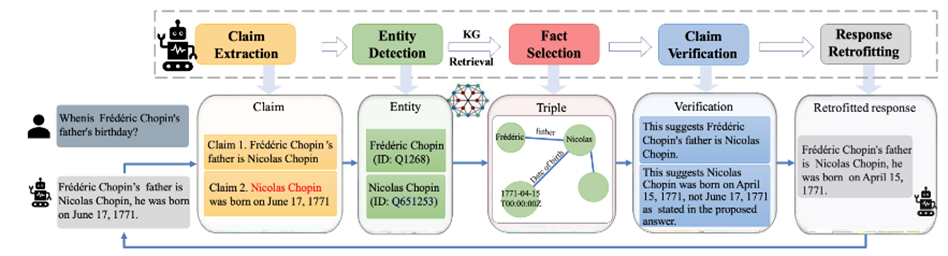 Claim
Extraction
Entity
Detection
KG
Retrieval
Fact
Selection
Claim
Verification
Response
Retrofitting
Whenis Frédéric Chopin's
father's birthday?
Frédéric Chopin's father is
Nicolas Chopin, he was born
on June 17, 1771.
Claim
Claim 1. Frédéric Chopin's
father is Nicolas Chopin
Claim 2. Nicolas Chopin
was born on June 17, 1771
Entity
Frédéric Chopin
(ID: Q1268)
Nicolas Chopin
(ID: Q651253)
Triple
Frédéric
father
Nicolas
Date of birth
1771-04-15
T00:00:00Z
Verification
This suggests Frédéric
Chopin's father is Nicolas
Chopin.
This suggests Nicolas
Chopin was born on April
15, 1771, not June 17, 1771
as stated in the proposed
answer.
Retrofitted response
Frédéric Chopin's father
is Nicolas Chopin, he
was born on April 15,
1771.